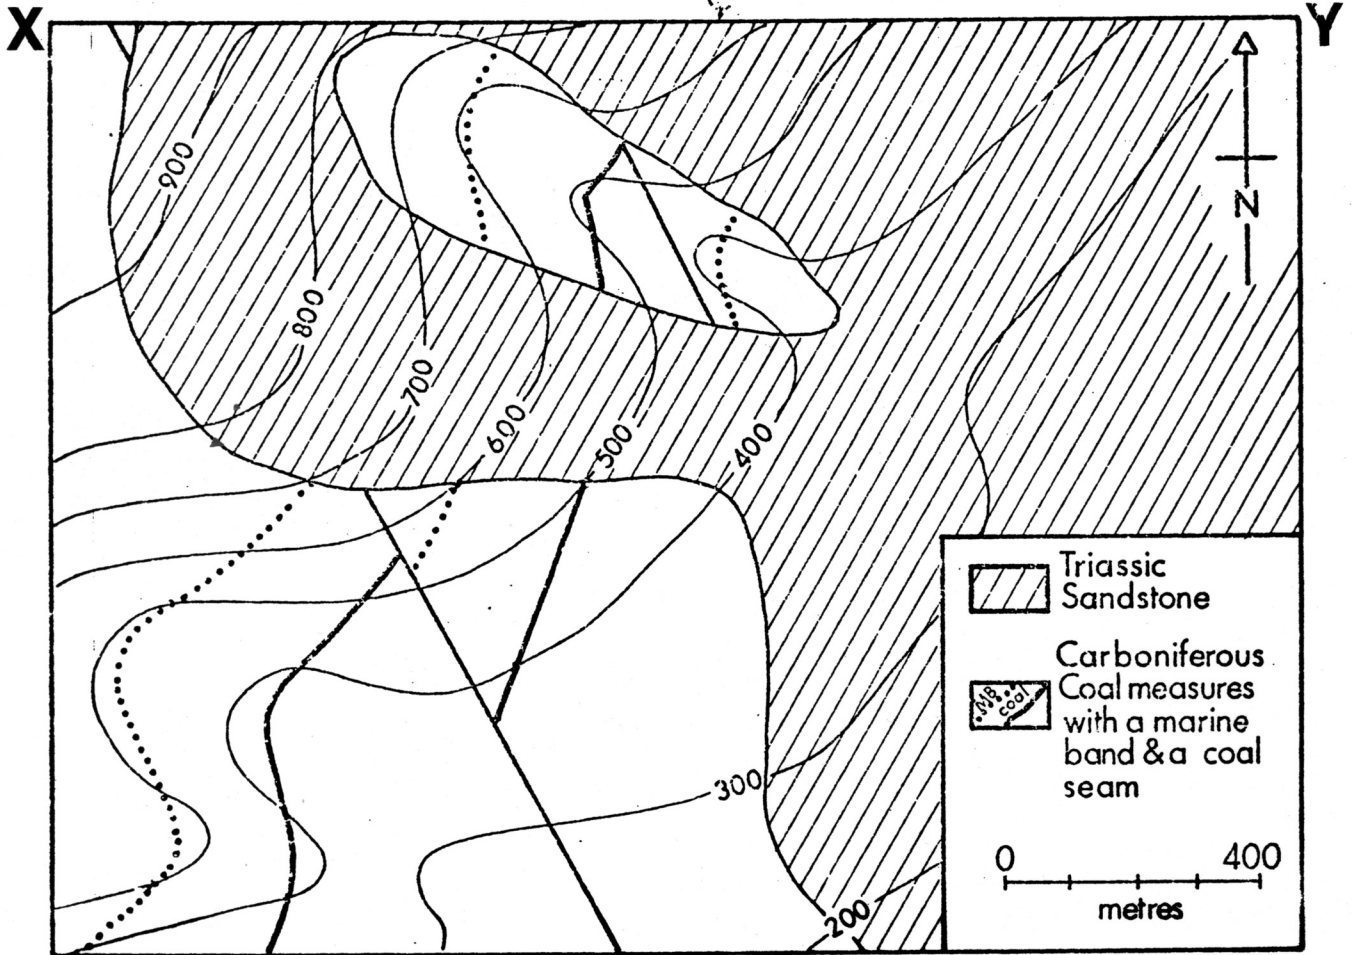 X
Y
N
900
800
700
600
500
400
300
200
Triassic
Sandstone
Carboniferous
MB
coal
Coal measures
with a marine
band & a coal
seam
0 400
metres